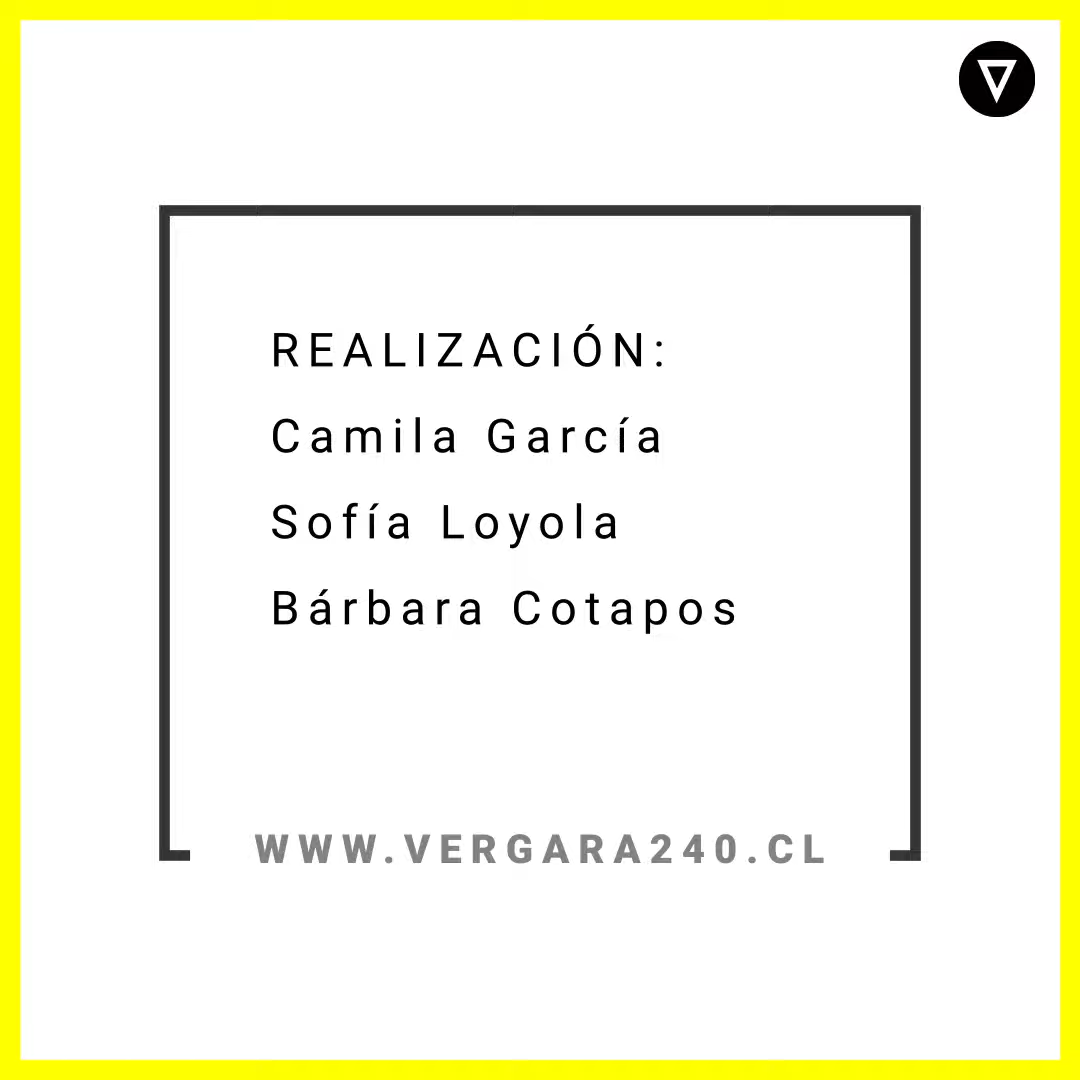 REALIZACIÓN:
Camila García
Sofía Loyola
Bárbara Cotapos
WWW.VERGARA240.CL